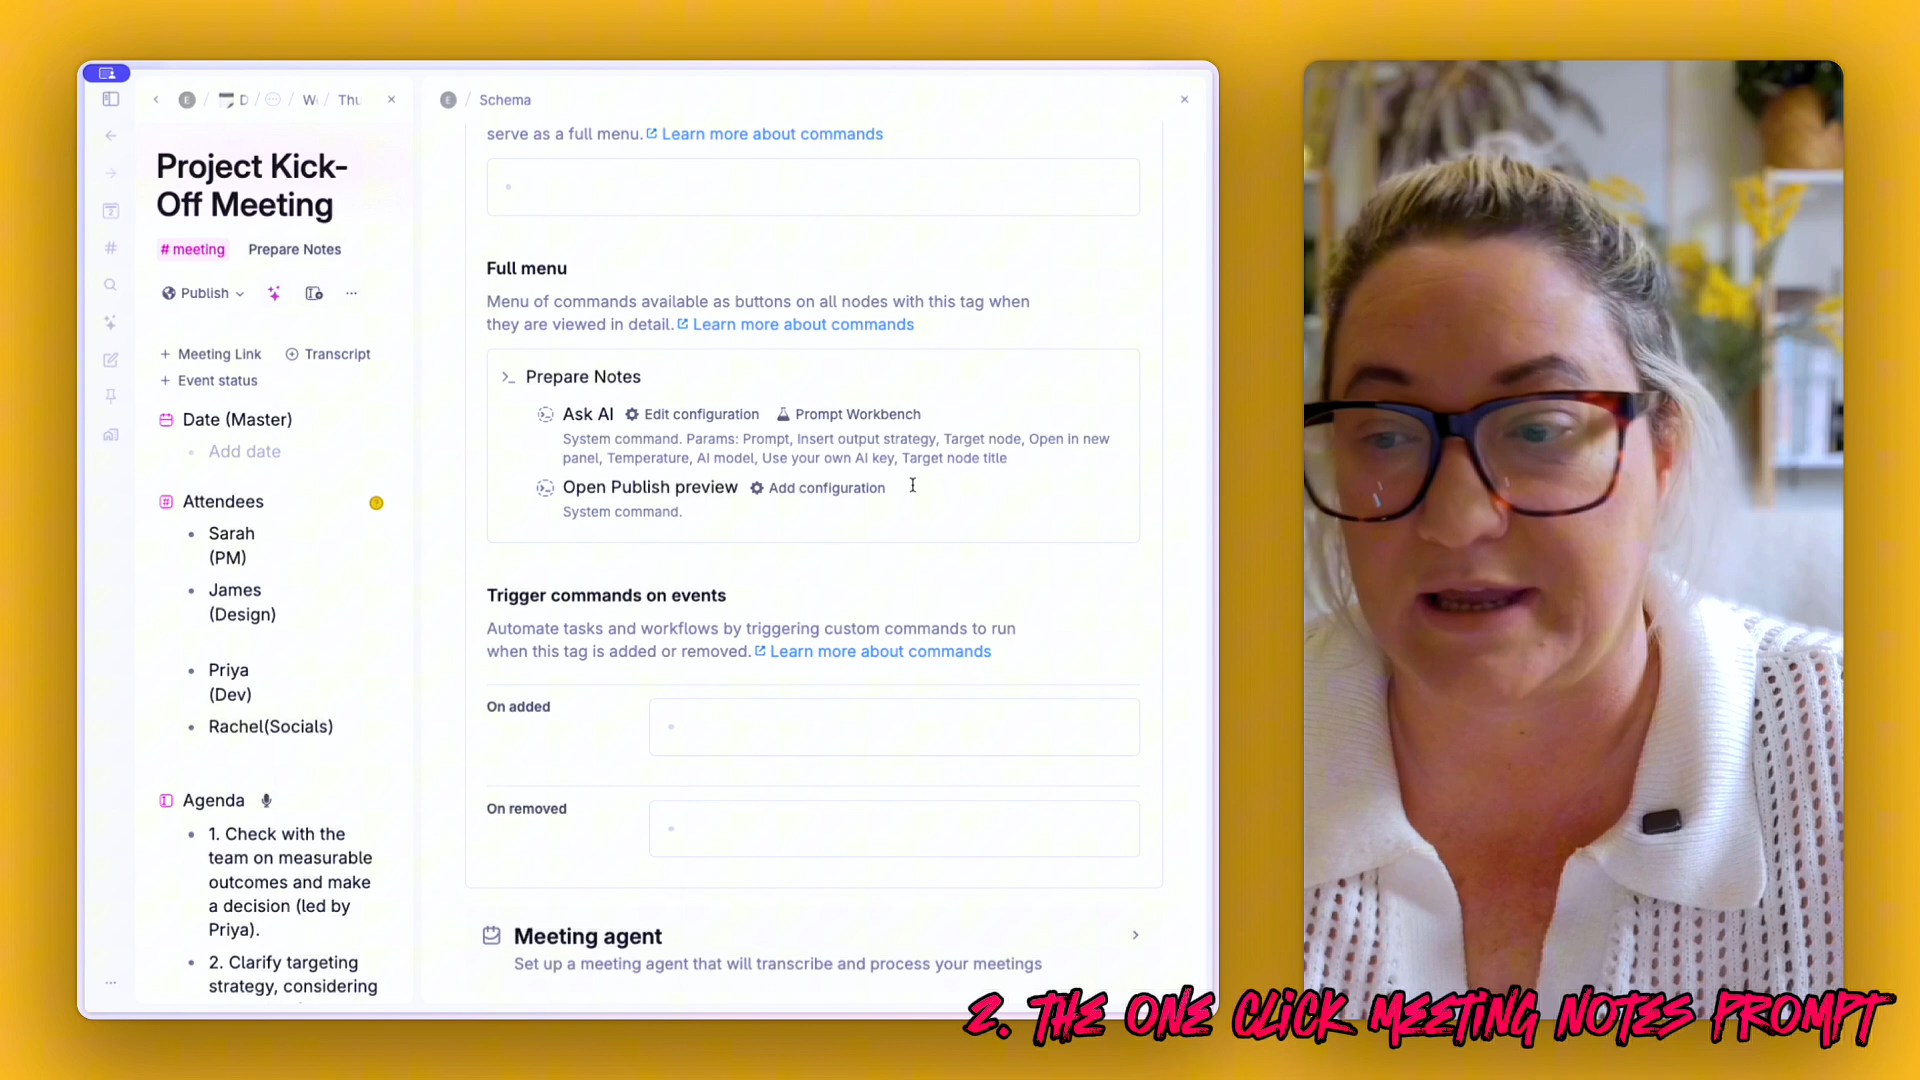 E / D / / W / Thu
Project Kick-
Off Meeting
# meeting Prepare Notes
Publish
+ Meeting Link Transcript
+ Event status
Date (Master)
Add date
Attendees
Sarah
(PM)
James
(Design)
Priya
(Dev)
Rachel(Socials)
Agenda
1. Check with the
team on measurable
outcomes and make
a decision (led by
Priya).
2. Clarify targeting
strategy, considering
E / Schema
serve as a full menu. Learn more about commands
Full menu
Menu of commands available as buttons on all nodes with this tag when
they are viewed in detail. Learn more about commands
Prepare Notes
Ask AI Edit configuration Prompt Workbench
System command. Params: Prompt, Insert output strategy, Target node, Open in new
panel, Temperature, AI model, Use your own AI key, Target node title
Open Publish preview Add configuration
System command.
Trigger commands on events
Automate tasks and workflows by triggering custom commands to run
when this tag is added or removed. Learn more about commands
On added
On removed
Meeting agent
Set up a meeting agent that will transcribe and process your meetings
2. THE ONE CLICK MEETING NOTES PROMPT